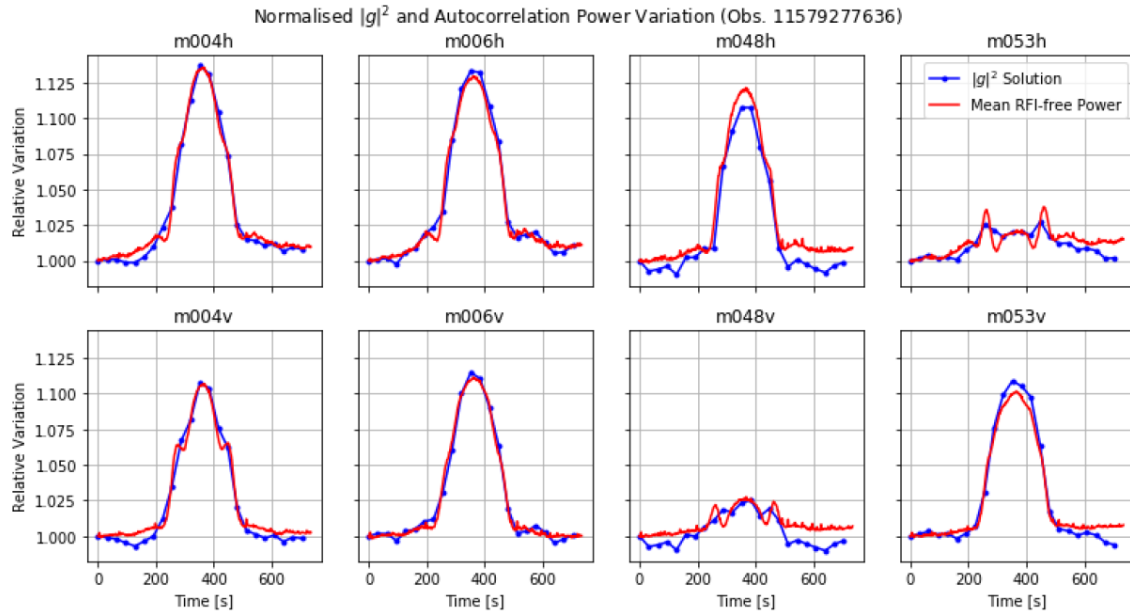 Normalised |g|² and Autocorrelation Power Variation (Obs. 11579277636)
m004h
m006h
m048h
m053h
Relative Variation
1.125
1.100
1.075
1.050
1.025
1.000
|g|² Solution
Mean RFI-free Power
m004v
m006v
m048v
m053v
Relative Variation
1.125
1.100
1.075
1.050
1.025
1.000
0 200 400 600
0 200 400 600
0 200 400 600
0 200 400 600
Time [s]
Time [s]
Time [s]
Time [s]